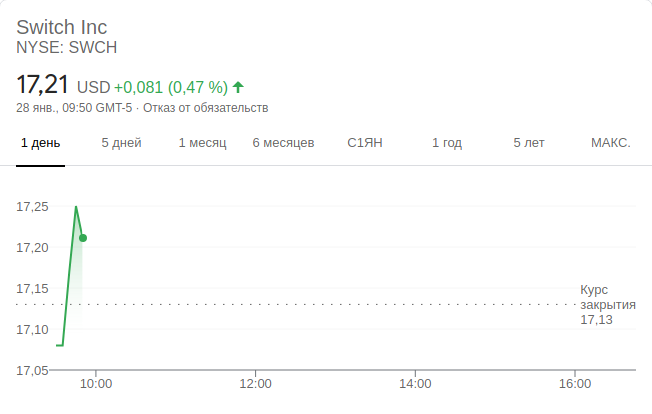 Switch Inc
NYSE: SWCH
17,21 USD +0,081 (0,47 %)
28 янв., 09:50 GMT-5 · Отказ от обязательств
1 день 5 дней 1 месяц 6 месяцев С1ЯН 1 год 5 лет МАКС.
17,25
17,20
17,15
17,10
17,05
Курс
закрытия
17,13
10:00 12:00 14:00 16:00